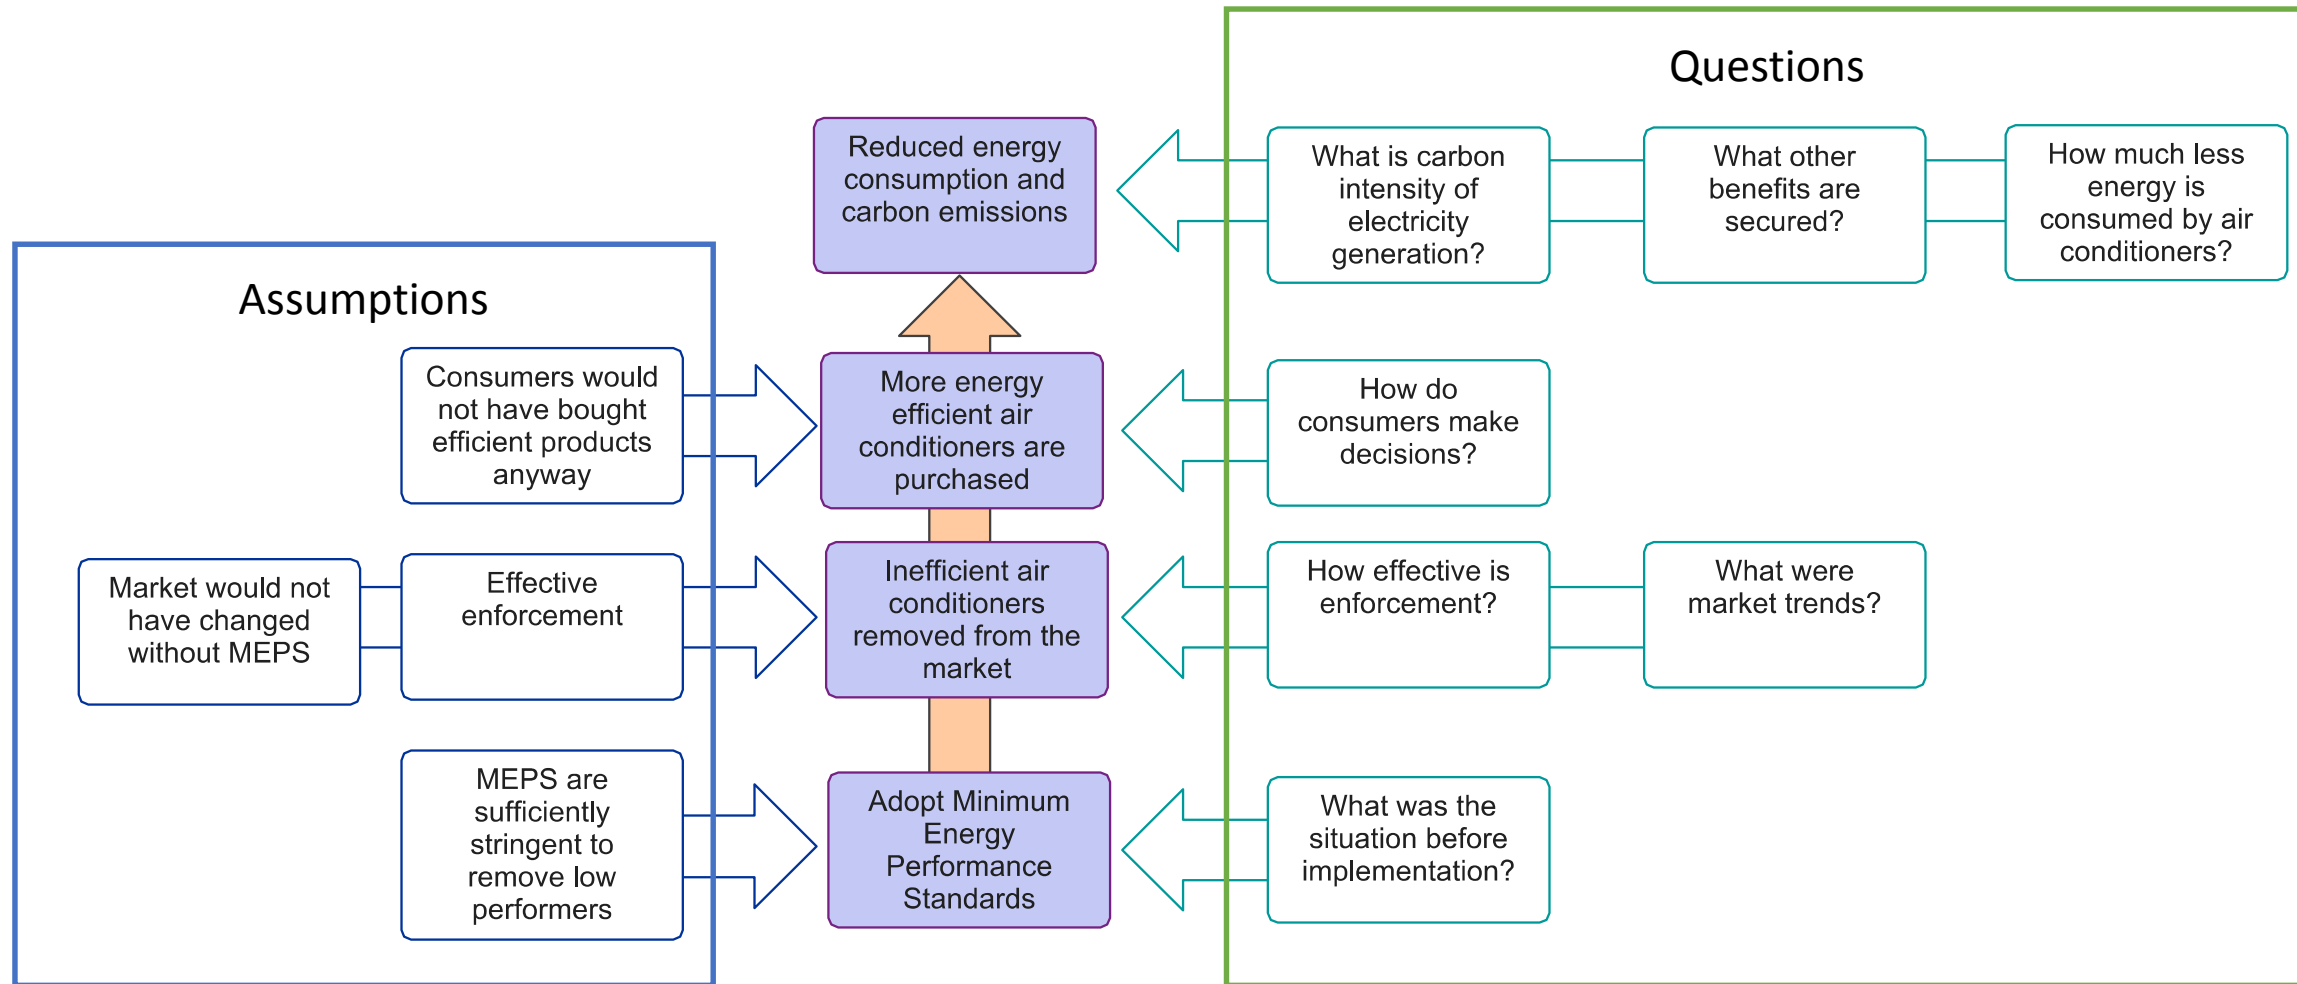 Questions
Reduced energy
consumption and
carbon emissions
What is carbon
intensity of
electricity
generation?
What other
benefits are
secured?
How much less
energy is
consumed by air
conditioners?
Assumptions
Consumers would
not have bought
efficient products
anyway
More energy
efficient air
conditioners are
purchased
How do
consumers make
decisions?
Market would not
have changed
without MEPS
Effective
enforcement
Inefficient air
conditioners
removed from the
market
How effective is
enforcement?
What were
market trends?
MEPS are
sufficiently
stringent to
remove low
performers
Adopt Minimum
Energy
Performance
Standards
What was the
situation before
implementation?